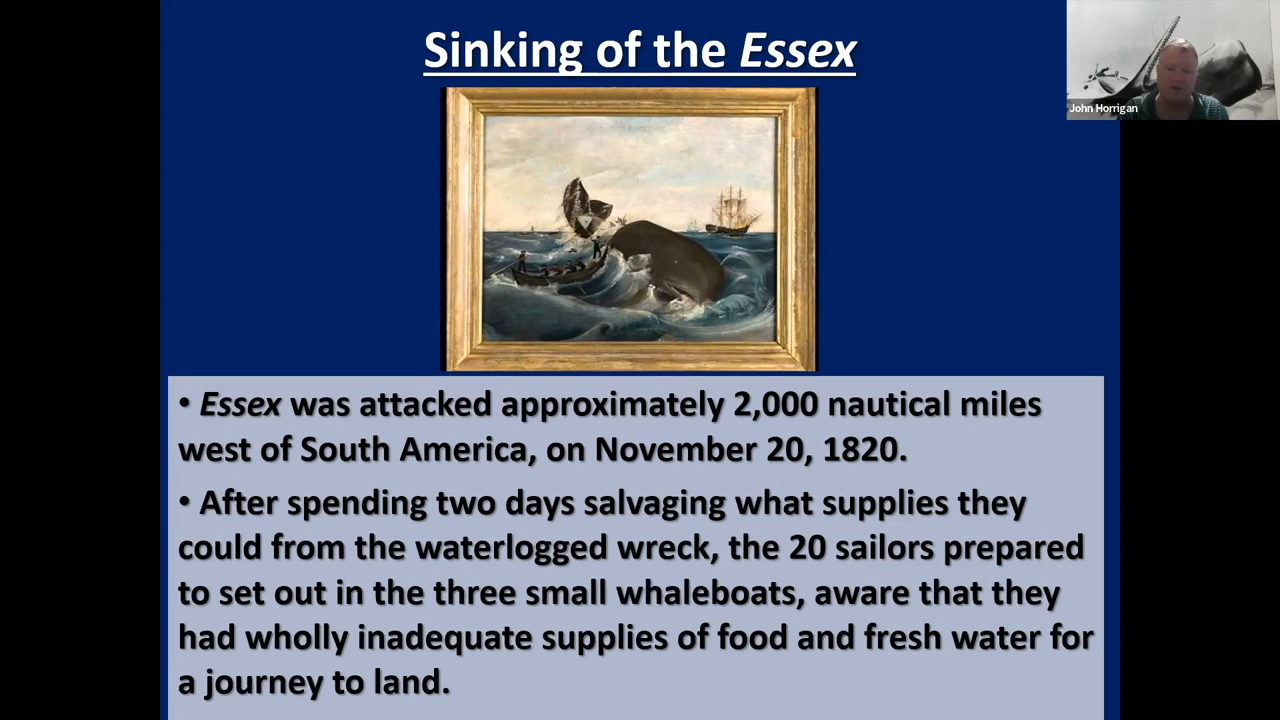 Sinking of the Essex
John Horrigan
• Essex was attacked approximately 2,000 nautical miles
west of South America, on November 20, 1820.
• After spending two days salvaging what supplies they
could from the waterlogged wreck, the 20 sailors prepared
to set out in the three small whaleboats, aware that they
had wholly inadequate supplies of food and fresh water for
a journey to land.